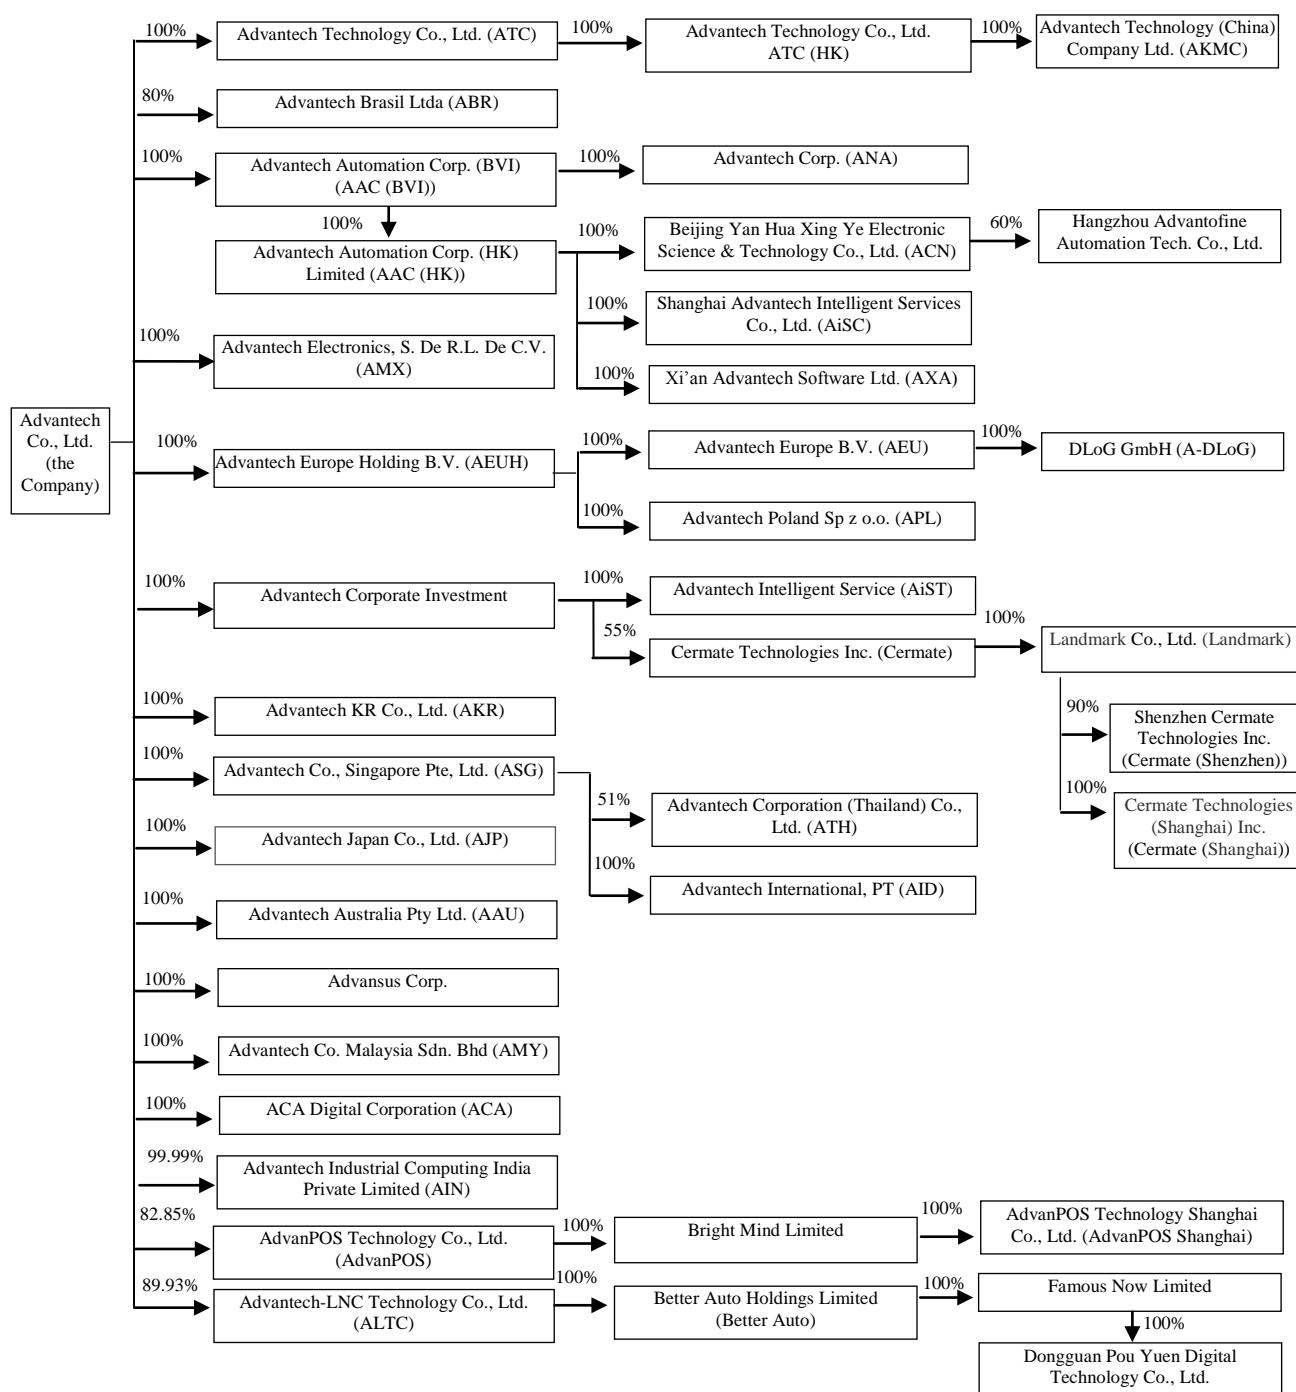 100%
Advantech Technology Co., Ltd. (ATC)
100%
Advantech Technology Co., Ltd.
ATC (HK)
100%
Advantech Technology (China)
Company Ltd. (AKMC)
80%
Advantech Brasil Ltda (ABR)
100%
Advantech Automation Corp. (BVI)
(AAC (BVI))
100%
Advantech Corp. (ANA)
100%
Advantech Automation Corp. (HK)
Limited (AAC (HK))
100%
Beijing Yan Hua Xing Ye Electronic
Science & Technology Co., Ltd. (ACN)
60%
Hangzhou Advantofine
Automation Tech. Co., Ltd.
100%
Shanghai Advantech Intelligent Services
Co., Ltd. (AiSC)
100%
Xi’an Advantech Software Ltd. (AXA)
100%
Advantech Electronics, S. De R.L. De C.V.
(AMX)
Advantech
Co., Ltd.
(the
Company)
100%
Advantech Europe Holding B.V. (AEUH)
100%
Advantech Europe B.V. (AEU)
100%
DLoG GmbH (A-DLoG)
100%
Advantech Poland Sp z o.o. (APL)
100%
Advantech Corporate Investment
100%
Advantech Intelligent Service (AiST)
55%
Cermate Technologies Inc. (Cermate)
100%
Landmark Co., Ltd. (Landmark)
90%
Shenzhen Cermate
Technologies Inc.
(Cermate (Shenzhen))
100%
Cermate Technologies
(Shanghai) Inc.
(Cermate (Shanghai))
100%
Advantech KR Co., Ltd. (AKR)
100%
Advantech Co., Singapore Pte, Ltd. (ASG)
51%
Advantech Corporation (Thailand) Co.,
Ltd. (ATH)
100%
Advantech International, PT (AID)
100%
Advantech Japan Co., Ltd. (AJP)
100%
Advantech Australia Pty Ltd. (AAU)
100%
Advansus Corp.
100%
Advantech Co. Malaysia Sdn. Bhd (AMY)
100%
ACA Digital Corporation (ACA)
99.99%
Advantech Industrial Computing India
Private Limited (AIN)
82.85%
AdvanPOS Technology Co., Ltd.
(AdvanPOS)
100%
Bright Mind Limited
100%
AdvanPOS Technology Shanghai
Co., Ltd. (AdvanPOS Shanghai)
89.93%
Advantech-LNC Technology Co., Ltd.
(ALTC)
100%
Better Auto Holdings Limited
(Better Auto)
100%
Famous Now Limited
100%
Dongguan Pou Yuen Digital
Technology Co., Ltd.